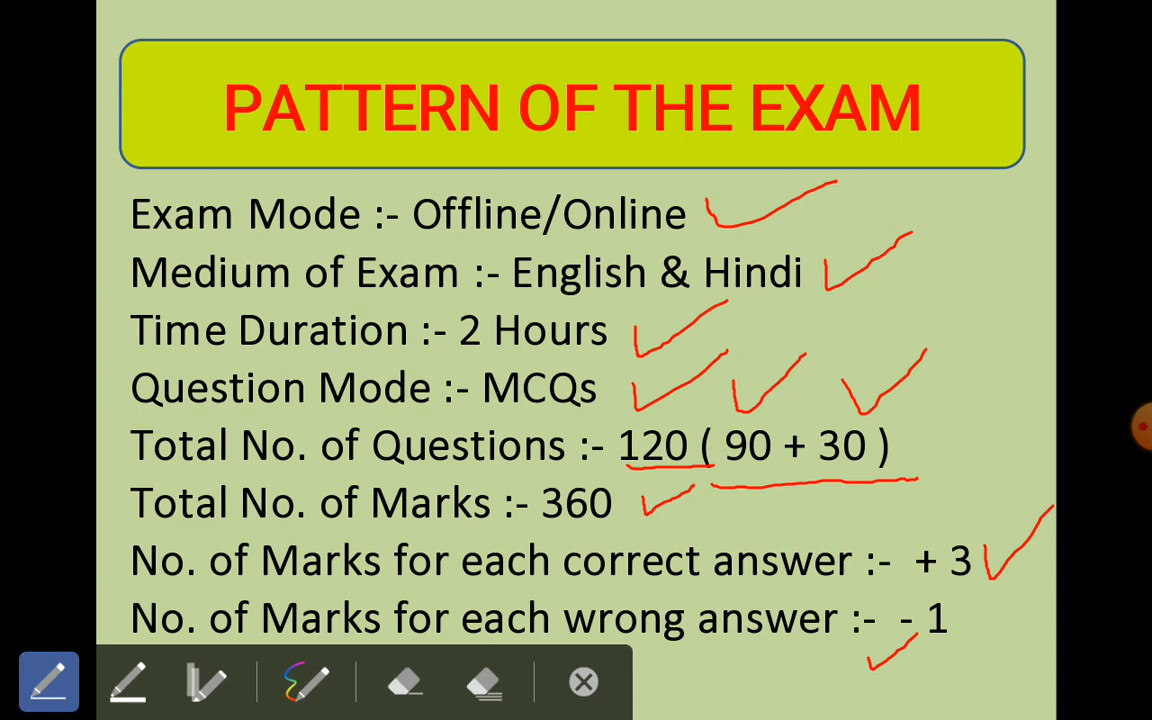 PATTERN OF THE EXAM
Exam Mode :- Offline/Online
Medium of Exam :- English & Hindi
Time Duration :- 2 Hours
Question Mode :- MCQs
Total No. of Questions :- 120 ( 90 + 30 )
Total No. of Marks :- 360
No. of Marks for each correct answer :-  + 3
No. of Marks for each wrong answer :-  - 1